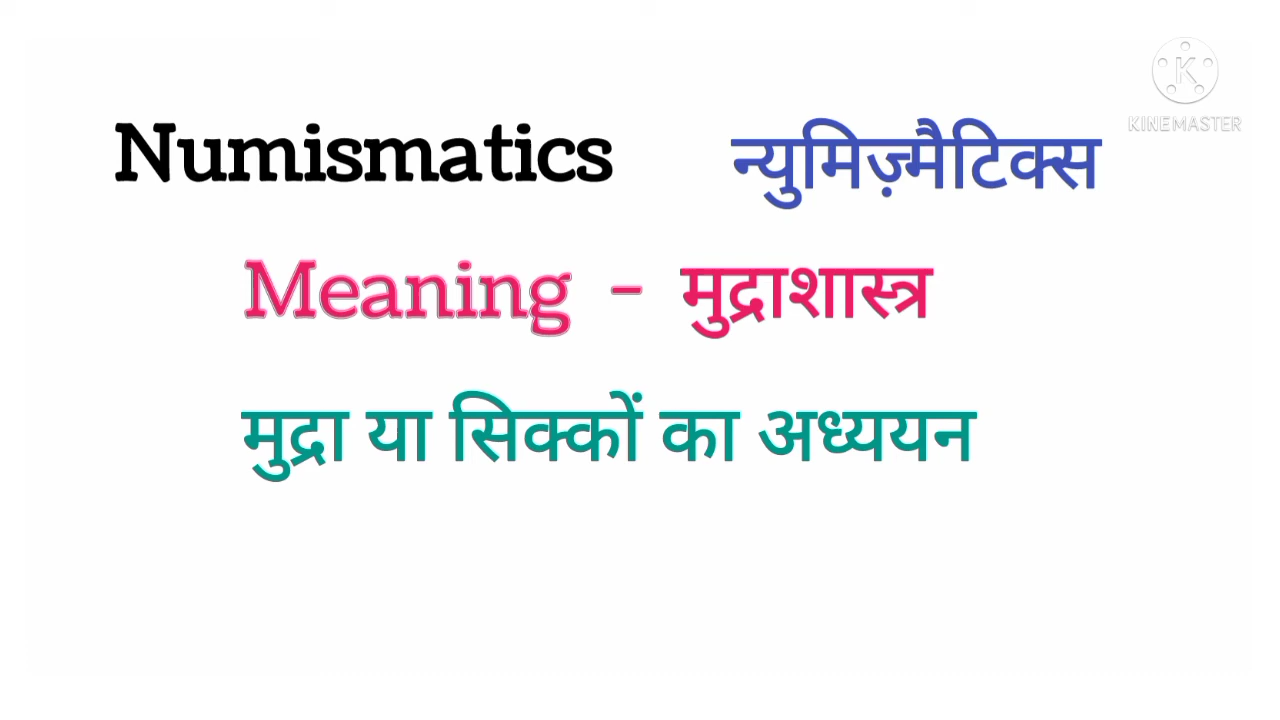 KINEMASTER
Numismatics न्युमिज़्मैटिक्स
Meaning - मुद्राशास्त्र
मुद्रा या सिक्कों का अध्ययन